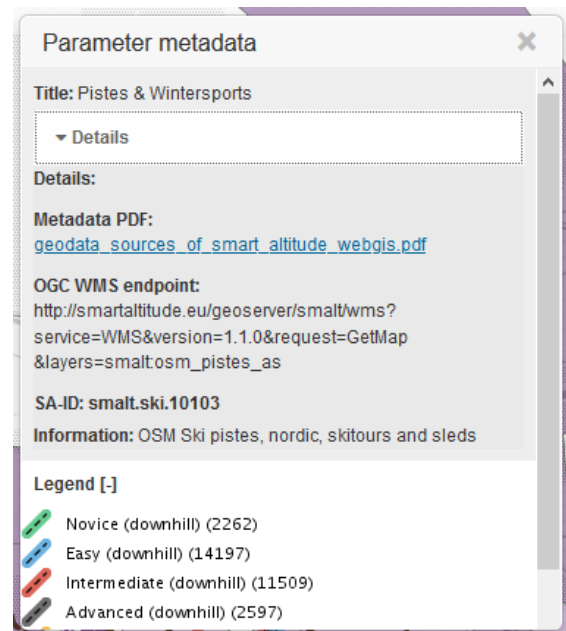 Parameter metadata
Title: Pistes & Wintersports
Details
Details:
Metadata PDF:
geodata_sources_of_smart_altitude_webgis.pdf
OGC WMS endpoint:
http://smartaltitude.eu/geoserver/smalt/wms?
service=WMS&version=1.1.0&request=GetMap
&layers=smalt:osm_pistes_as
SA-ID: smalt.ski.10103
Information: OSM Ski pistes, nordic, skitours and sleds
Legend [-]
Novice (downhill) (2262)
Easy (downhill) (14197)
Intermediate (downhill) (11509)
Advanced (downhill) (2597)